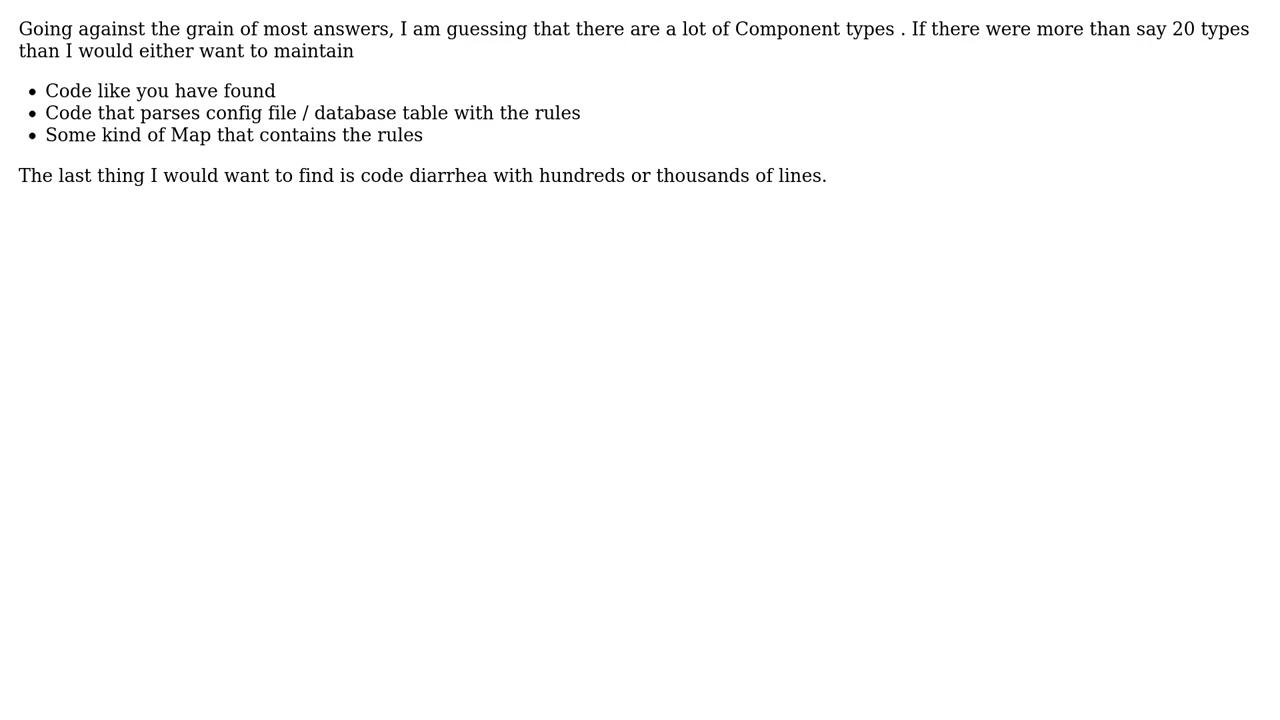 Going against the grain of most answers, I am guessing that there are a lot of Component types . If there were more than say 20 types
than I would either want to maintain
• Code like you have found
• Code that parses config file / database table with the rules
• Some kind of Map that contains the rules
The last thing I would want to find is code diarrhea with hundreds or thousands of lines.